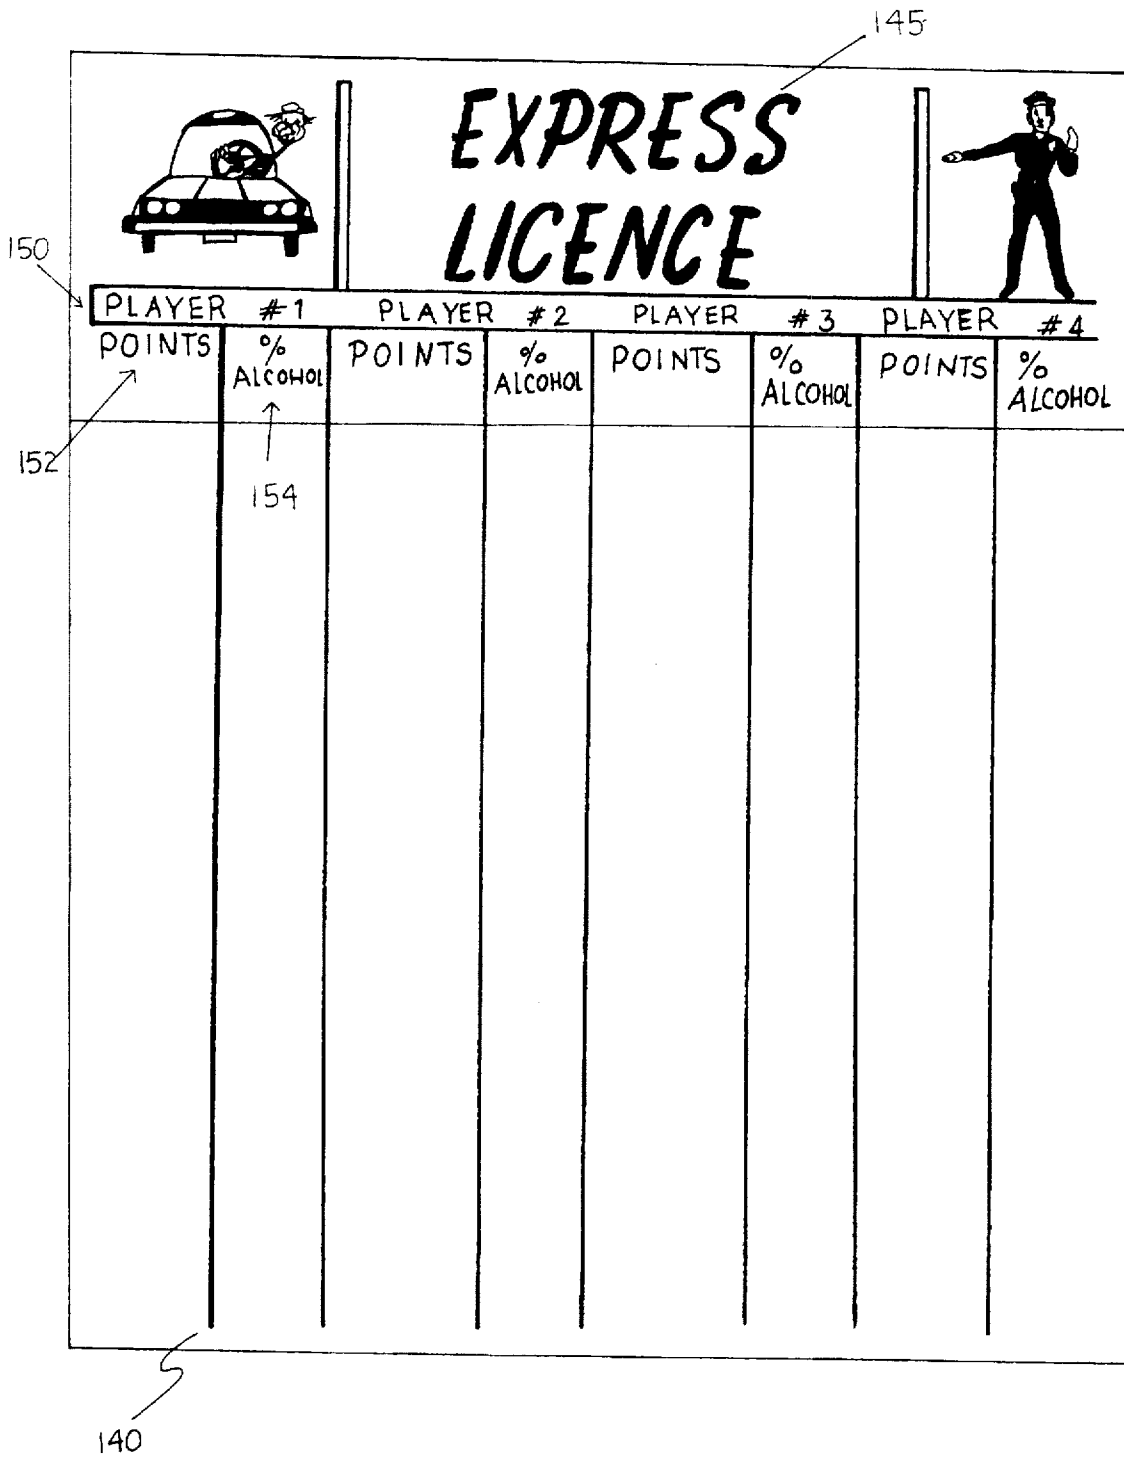 145
EXPRESS
LICENCE
150
PLAYER #1 PLAYER #2 PLAYER #3 PLAYER #4
POINTS % ALCOHOL POINTS % ALCOHOL POINTS % ALCOHOL POINTS % ALCOHOL
152
154
140